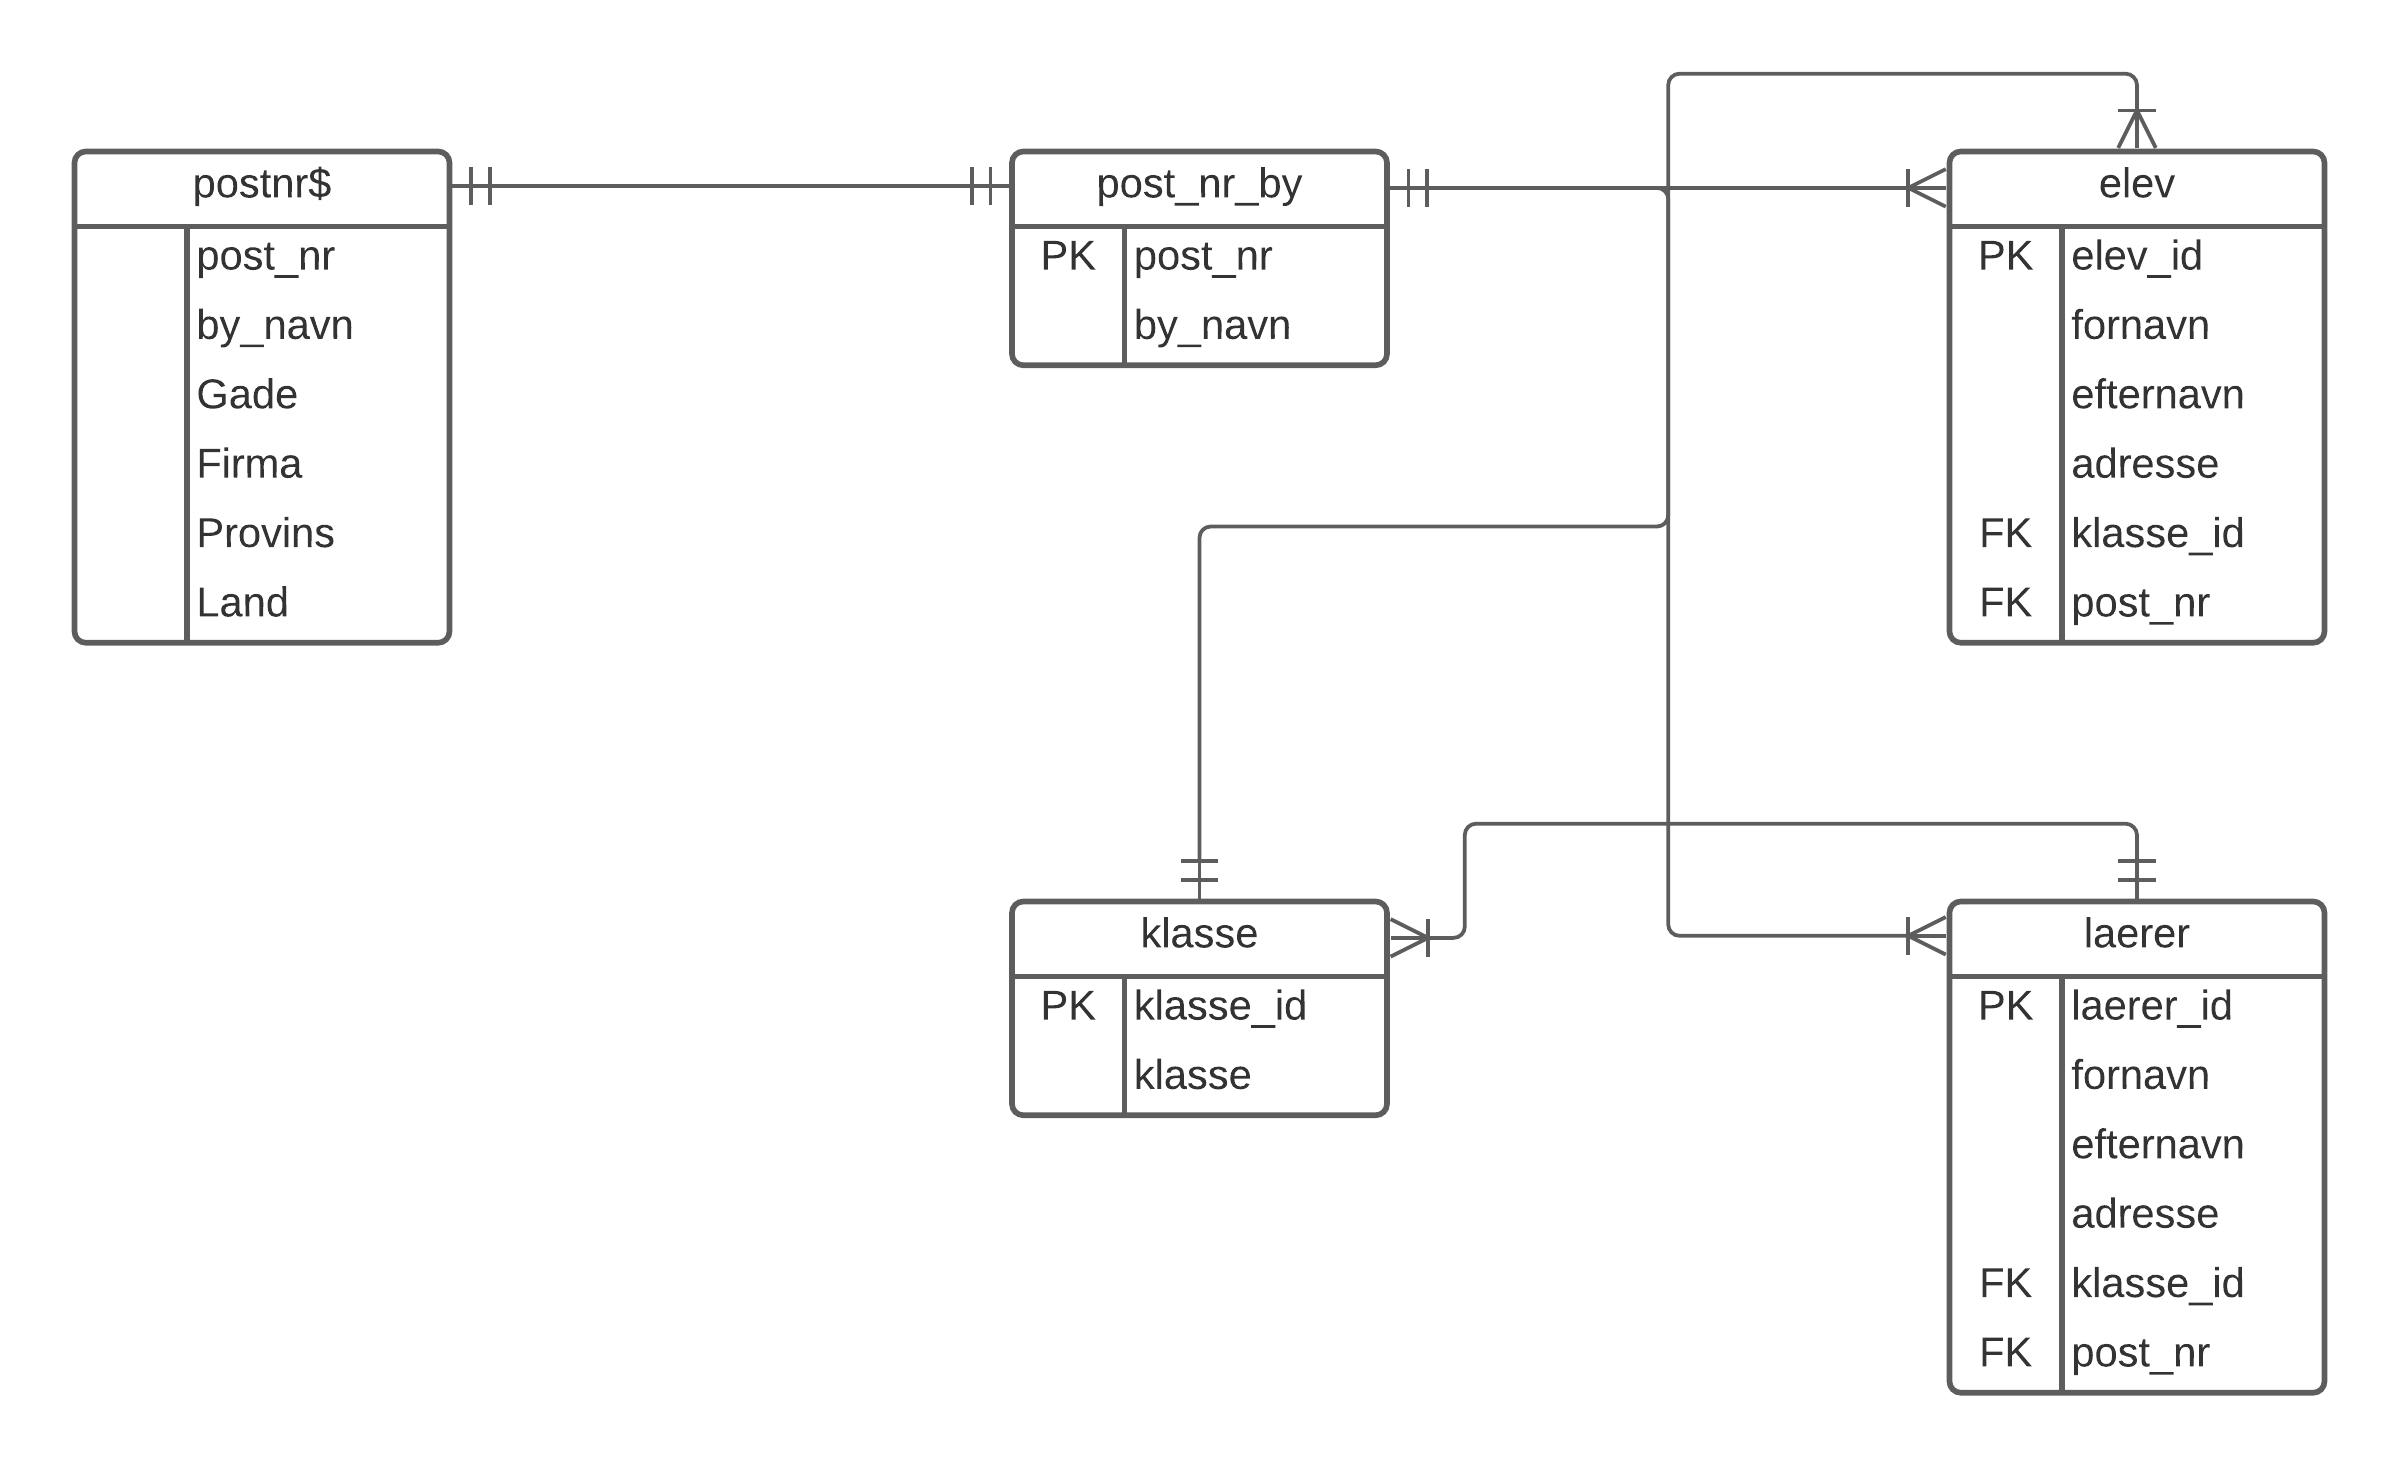 postnr$
post_nr
by_navn
Gade
Firma
Provins
Land
post_nr_by
PK post_nr
by_navn
elev
PK elev_id
fornavn
efternavn
adresse
FK klasse_id
FK post_nr
klasse
PK klasse_id
klasse
laerer
PK laerer_id
fornavn
efternavn
adresse
FK klasse_id
FK post_nr